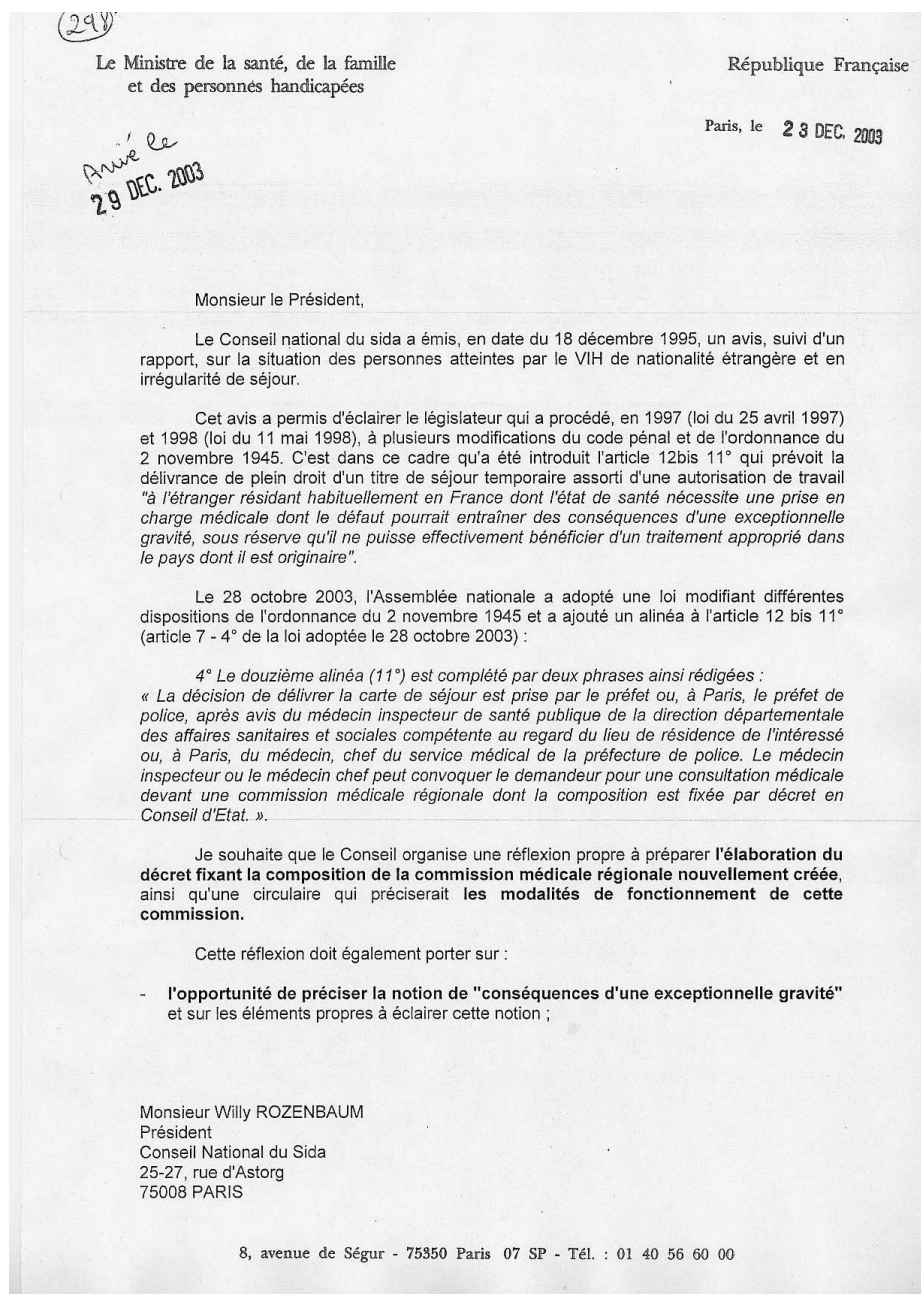 (298)
Le Ministre de la santé, de la famille
et des personnes handicapées
République Française
Paris, le 23 DEC. 2003
Arrivé le
29 DEC. 2003
Monsieur le Président,
Le Conseil national du sida a émis, en date du 18 décembre 1995, un avis, suivi d'un
rapport, sur la situation des personnes atteintes par le VIH de nationalité étrangère et en
irrégularité de séjour.
Cet avis a permis d'éclairer le législateur qui a procédé, en 1997 (loi du 25 avril 1997)
et 1998 (loi du 11 mai 1998), à plusieurs modifications du code pénal et de l'ordonnance du
2 novembre 1945. C'est dans ce cadre qu'a été introduit l'article 12bis 11° qui prévoit la
délivrance de plein droit d'un titre de séjour temporaire assorti d'une autorisation de travail
"à l'étranger résidant habituellement en France dont l'état de santé nécessite une prise en
charge médicale dont le défaut pourrait entraîner des conséquences d'une exceptionnelle
gravité, sous réserve qu'il ne puisse effectivement bénéficier d'un traitement approprié dans
le pays dont il est originaire".
Le 28 octobre 2003, l'Assemblée nationale a adopté une loi modifiant différentes
dispositions de l'ordonnance du 2 novembre 1945 et a ajouté un alinéa à l'article 12 bis 11°
(article 7 - 4° de la loi adoptée le 28 octobre 2003) :
4° Le douzième alinéa (11°) est complété par deux phrases ainsi rédigées :
« La décision de délivrer la carte de séjour est prise par le préfet ou, à Paris, le préfet de
police, après avis du médecin inspecteur de santé publique de la direction départementale
des affaires sanitaires et sociales compétente au regard du lieu de résidence de l'intéressé
ou, à Paris, du médecin, chef du service médical de la préfecture de police. Le médecin
inspecteur ou le médecin chef peut convoquer le demandeur pour une consultation médicale
devant une commission médicale régionale dont la composition est fixée par décret en
Conseil d'Etat. ».
Je souhaite que le Conseil organise une réflexion propre à préparer l'élaboration du
décret fixant la composition de la commission médicale régionale nouvellement créée,
ainsi qu'une circulaire qui préciserait les modalités de fonctionnement de cette
commission.
Cette réflexion doit également porter sur :
- l'opportunité de préciser la notion de "conséquences d'une exceptionnelle gravité"
et sur les éléments propres à éclairer cette notion ;
Monsieur Willy ROZENBAUM
Président
Conseil National du Sida
25-27, rue d'Astorg
75008 PARIS
8, avenue de Ségur - 75350 Paris 07 SP - Tél. : 01 40 56 60 00